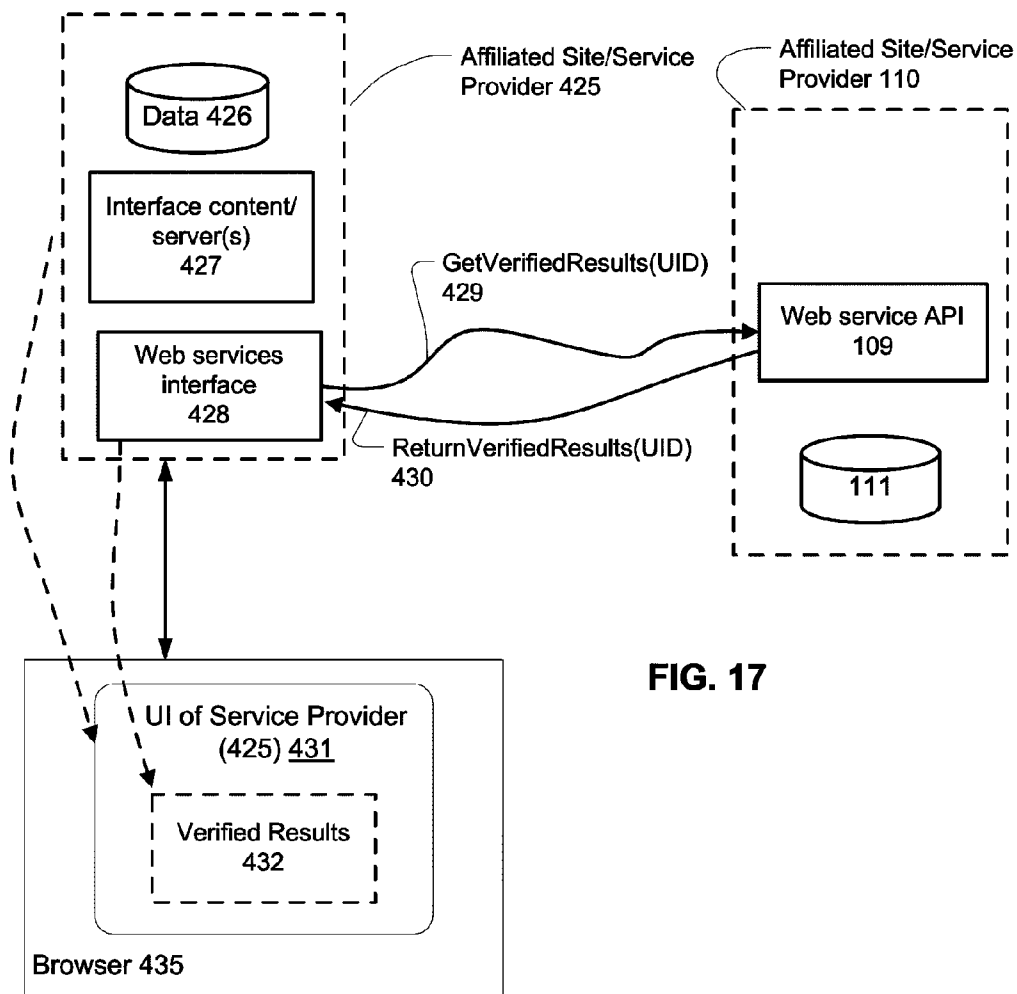 Affiliated Site/Service
Provider 425
Affiliated Site/Service
Provider 110
Data 426
Interface content/
server(s)
427
GetVerifiedResults(UID)
429
Web service API
109
Web services
interface
428
ReturnVerifiedResults(UID)
430
111
FIG. 17
UI of Service Provider
(425) 431
Verified Results
432
Browser 435